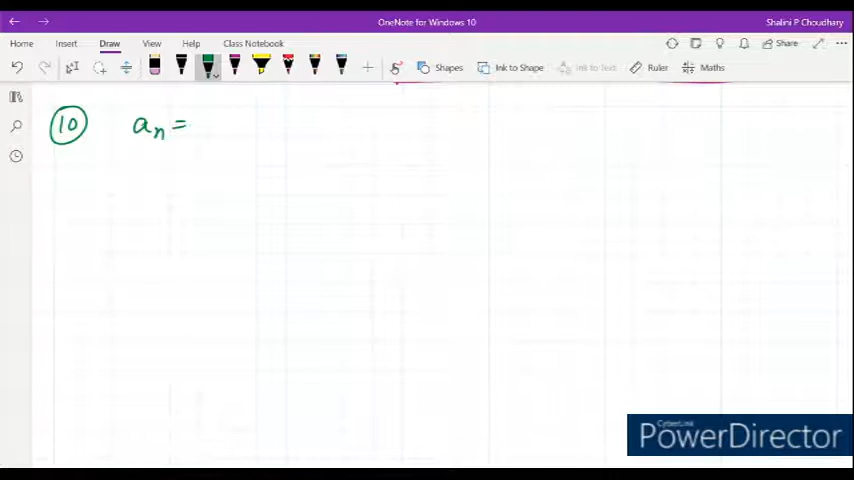 OneNote for Windows 10
Shalini P Choudhary
Home Insert Draw View Help Class Notebook Share
Shapes Ink to Shape Ink to Text Ruler Maths
10 aₙ =
CyberLink
PowerDirector